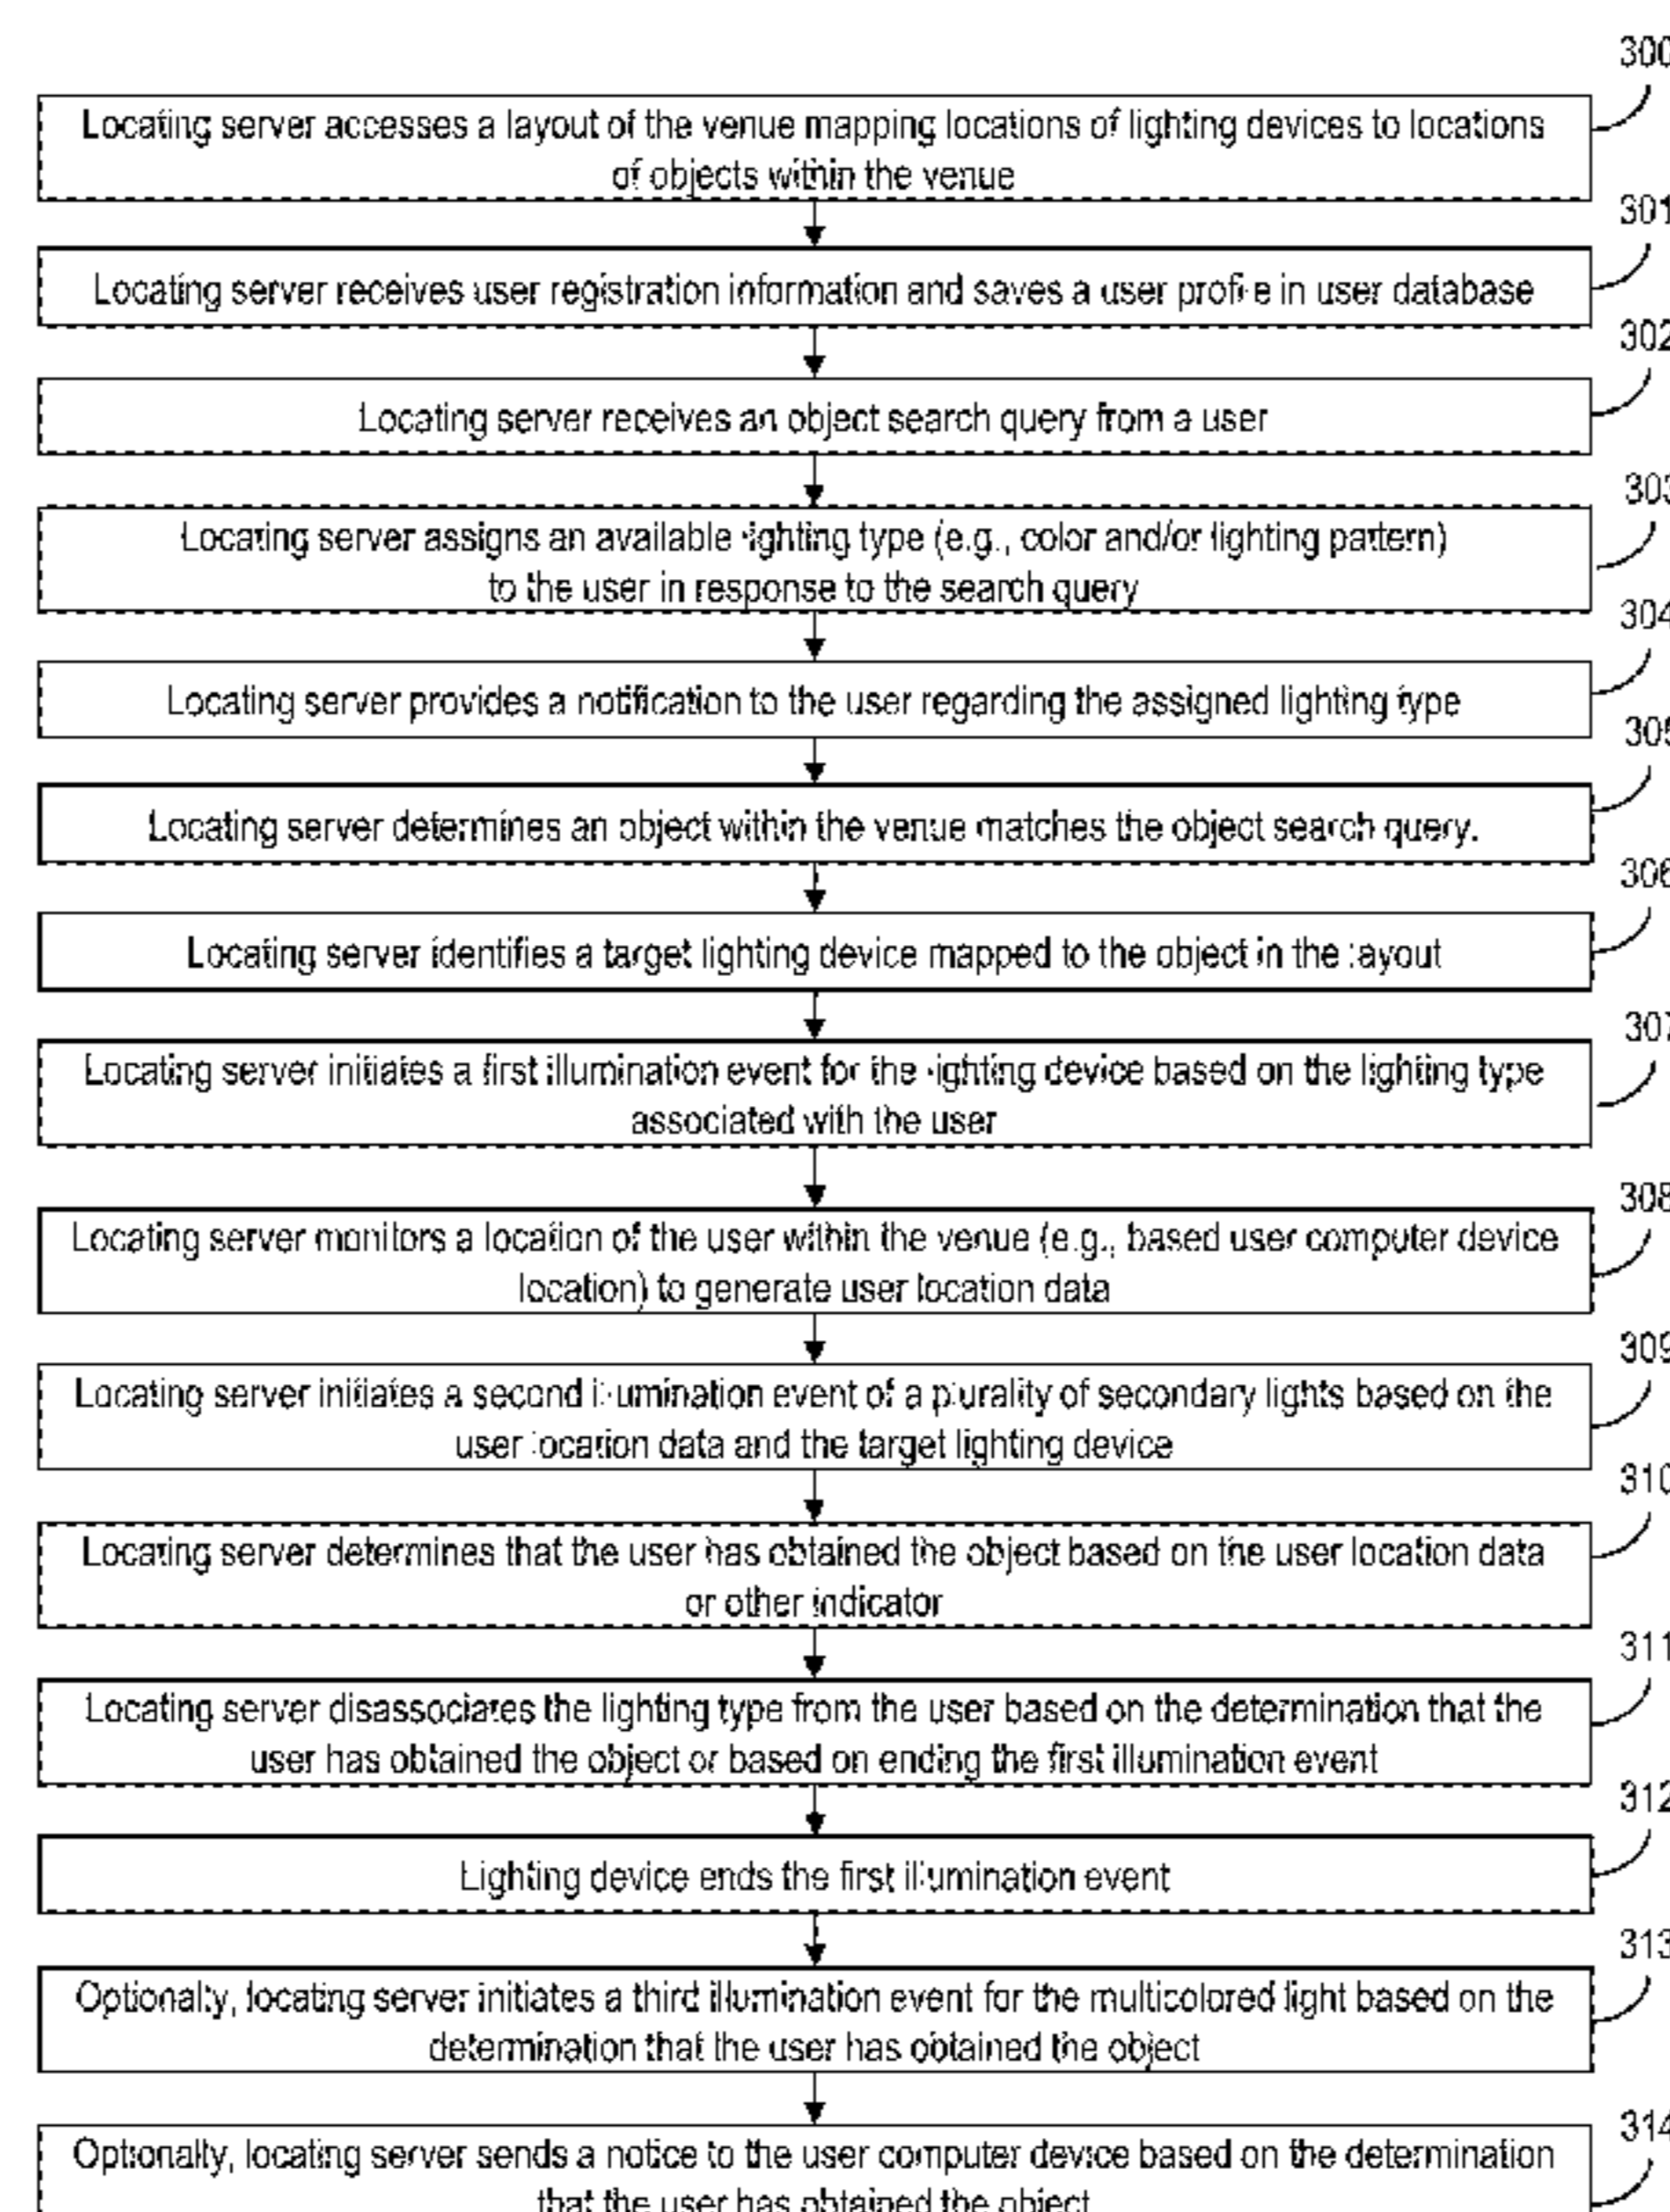 300
Locating server accesses a layout of the venue mapping locations of lighting devices to locations
of objects within the venue
301
Locating server receives user registration information and saves a user profile in user database
302
Locating server receives an object search query from a user
303
Locating server assigns an available lighting type (e.g., color and/or lighting pattern)
to the user in response to the search query
304
Locating server provides a notification to the user regarding the assigned lighting type
305
Locating server determines an object within the venue matches the object search query.
306
Locating server identifies a target lighting device mapped to the object in the layout
307
Locating server initiates a first illumination event for the lighting device based on the lighting type
associated with the user
308
Locating server monitors a location of the user within the venue (e.g., based user computer device
location) to generate user location data
309
Locating server initiates a second illumination event of a plurality of secondary lights based on the
user location data and the target lighting device
310
Locating server determines that the user has obtained the object based on the user location data
or other indicator
311
Locating server disassociates the lighting type from the user based on the determination that the
user has obtained the object or based on ending the first illumination event
312
Lighting device ends the first illumination event
313
Optionally, locating server initiates a third illumination event for the multicolored light based on the
determination that the user has obtained the object
314
Optionally, locating server sends a notice to the user computer device based on the determination
that the user has obtained the object